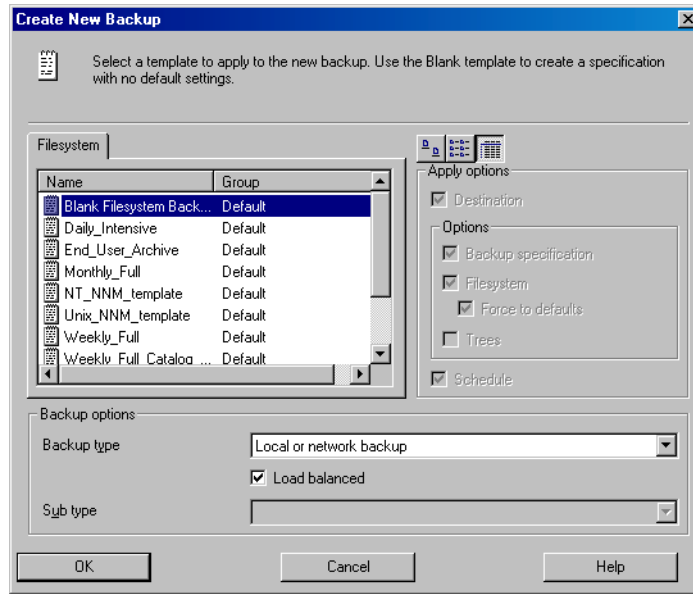 Create New Backup
Select a template to apply to the new backup. Use the Blank template to create a specification
with no default settings.
Filesystem
Name Group
Blank Filesystem Back... Default
Daily_Intensive Default
End_User_Archive Default
Monthly_Full Default
NT_NNM_template Default
Unix_NNM_template Default
Weekly_Full Default
Weekly_Full_Catalog_... Default
Apply options
Destination
Options
Backup specification
Filesystem
Force to defaults
Trees
Schedule
Backup options
Backup type Local or network backup
Load balanced
Sub type
OK Cancel Help